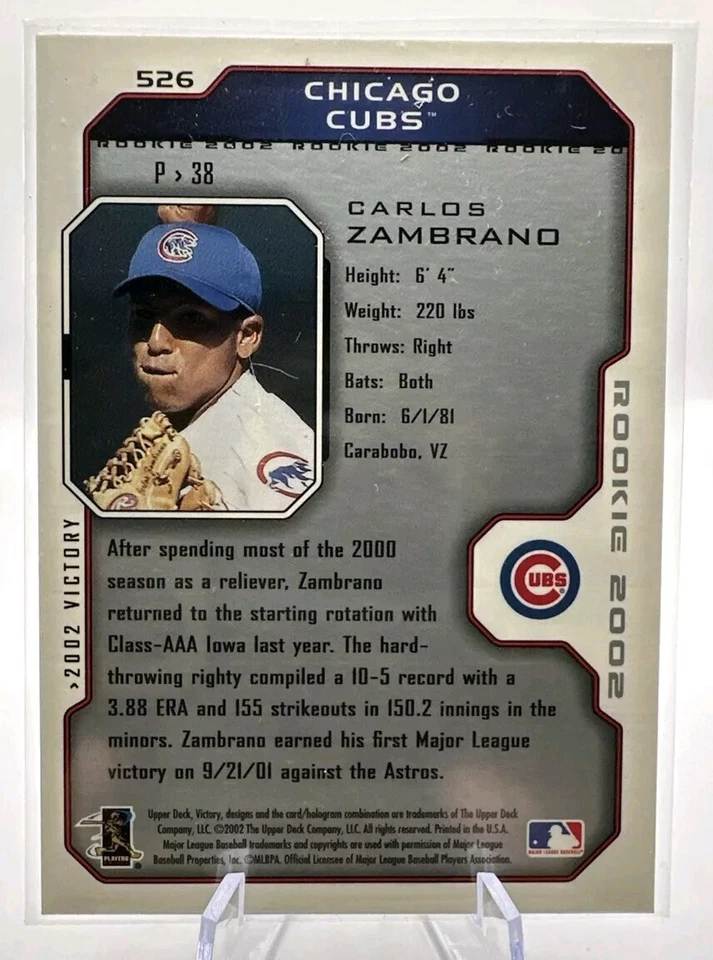 526
CHICAGO
CUBS™
ROOKIE 2002 ROOKIE 2002 ROOKIE 20
P > 38
CARLOS
ZAMBRANO
Height: 6' 4"
Weight: 220 lbs
Throws: Right
Bats: Both
Born: 6/1/81
Carabobo, VZ
ROOKIE 2002
>2002 VICTORY
CUBS
After spending most of the 2000
season as a reliever, Zambrano
returned to the starting rotation with
Class-AAA Iowa last year. The hard-
throwing righty compiled a 10-5 record with a
3.88 ERA and 155 strikeouts in 150.2 innings in the
minors. Zambrano earned his first Major League
victory on 9/21/01 against the Astros.
PLAYERS
Upper Deck, Victory, designs and the card/hologram combination are trademarks of The Upper Deck
Company, LLC. ©2002 The Upper Deck Company, LLC. All rights reserved. Printed in the U.S.A.
Major League Baseball trademarks and copyrights are used with permission of Major League
Baseball Properties, Inc. ©MLBPA. Official Licensee of Major League Baseball Players Association.
MAJOR LEAGUE BASEBALL